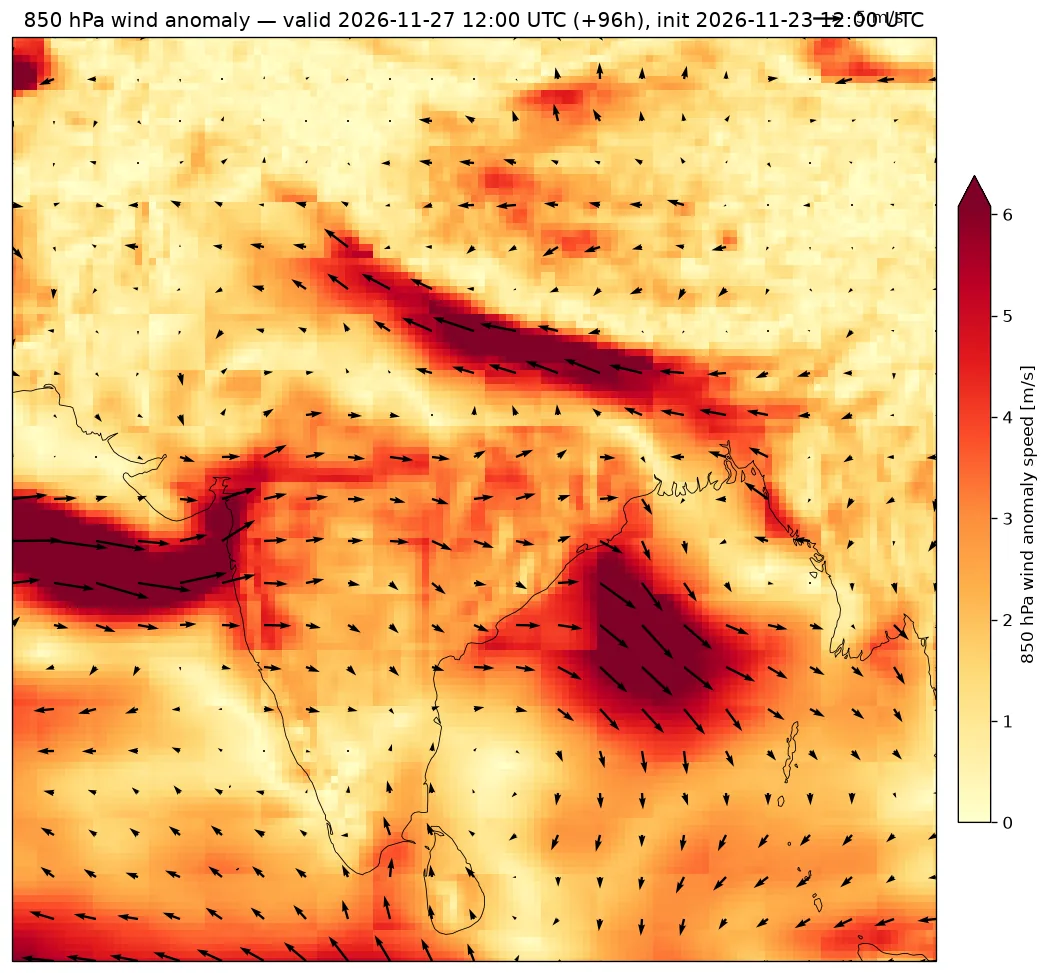 850 hPa wind anomaly — valid 2026-11-27 12:00 UTC (+96h), init 2026-11-23 12:00 UTC
5 m/s
6
5
4
3
2
1
0
850 hPa wind anomaly speed [m/s]